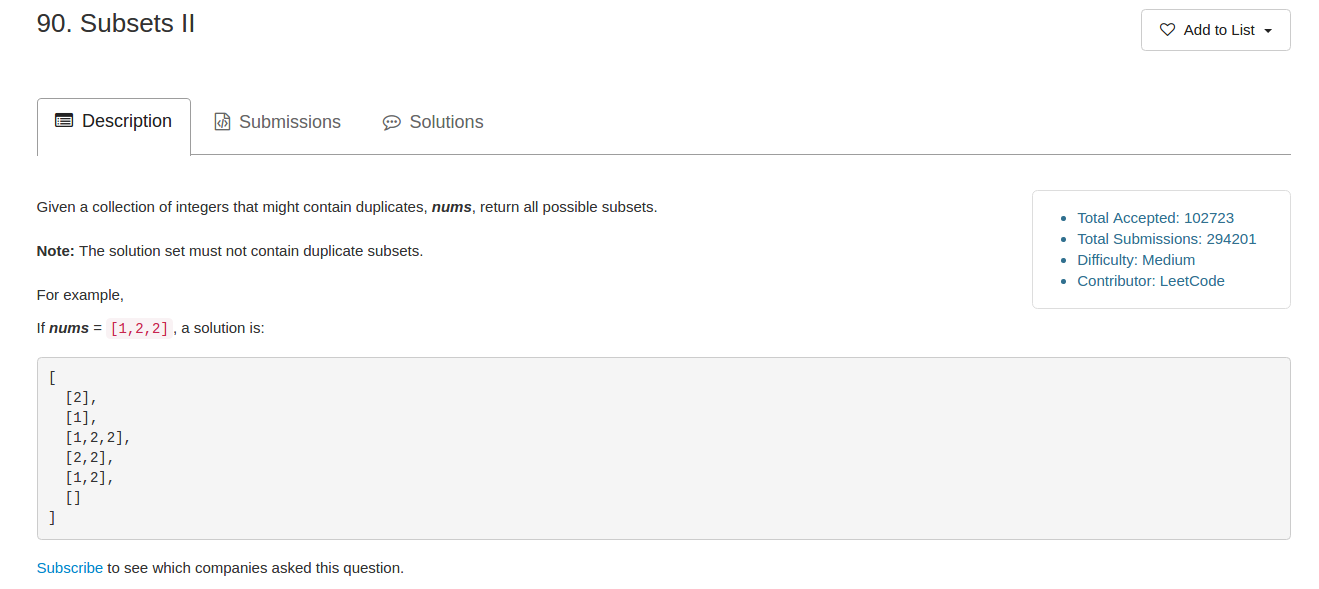 90. Subsets II
Add to List
Description
Submissions
Solutions
Given a collection of integers that might contain duplicates, nums, return all possible subsets.
Note: The solution set must not contain duplicate subsets.
For example,
If nums = [1,2,2], a solution is:
[
  [2],
  [1],
  [1,2,2],
  [2,2],
  [1,2],
  []
]
Subscribe to see which companies asked this question.
Total Accepted: 102723
Total Submissions: 294201
Difficulty: Medium
Contributor: LeetCode